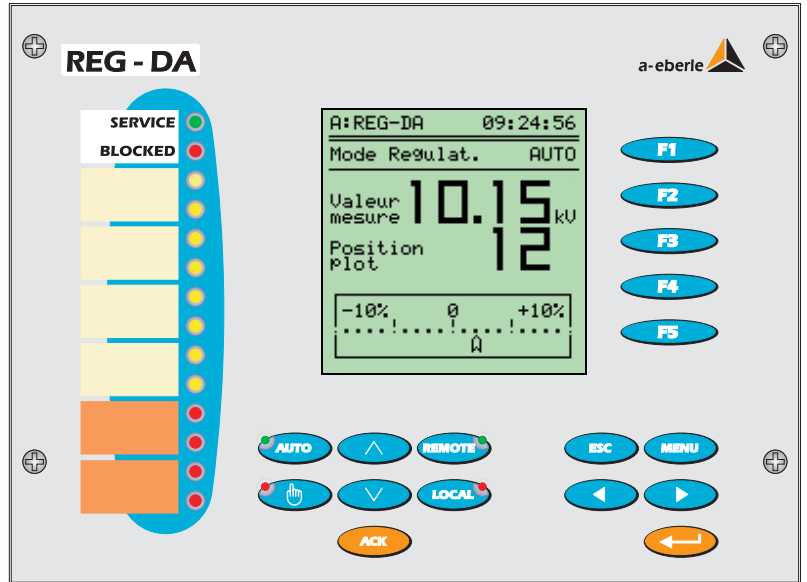 REG - DA
a-eberle
SERVICE
BLOCKED
A:REG-DA 09:24:56
Mode Regulat. AUTO
Valeur mesure 10.15 kV
Position plot 12
-10% 0 +10%
F1
F2
F3
F4
F5
AUTO
REMOTE
LOCAL
ACK
ESC
MENU